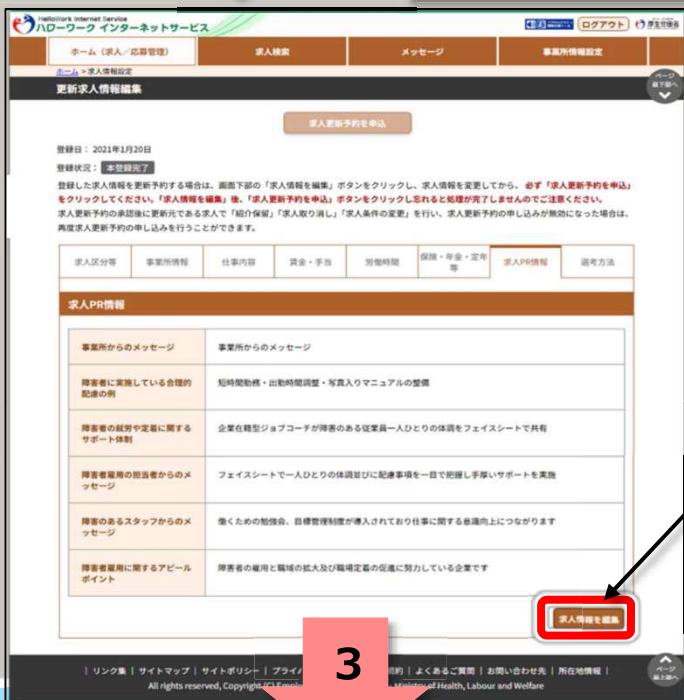 HelloWork Internet Service
ハローワーク インターネットサービス
ログアウト
厚生労働省
ホーム（求人／応募管理）
求人検索
メッセージ
事業所情報設定
ホーム > 求人情報設定
更新求人情報編集
ページ
最下部へ
求人更新予約を申込
登録日： 2021年1月20日
登録状況： 本登録完了
登録した求人情報を更新予約する場合は、画面下部の「求人情報を編集」ボタンをクリックし、求人情報を変更してから、必ず「求人更新予約を申込」
をクリックしてください。「求人情報を編集」後、「求人更新予約を申込」ボタンをクリックし忘れると処理が完了しませんのでご注意ください。
求人更新予約の承認後に更新元である求人で「紹介保留」「求人取り消し」「求人条件の変更」を行い、求人更新予約の申し込みが無効になった場合は、
再度求人更新予約の申し込みを行うことができます。
求人区分等
事業所情報
仕事内容
賃金・手当
労働時間
保険・年金・定年
等
求人PR情報
選考方法
求人PR情報
事業所からのメッセージ
事業所からのメッセージ
障害者に実施している合理的
配慮の例
短時間勤務・出勤時間調整・写真入りマニュアルの整備
障害者の就労や定着に関する
サポート体制
企業在籍型ジョブコーチが障害のある従業員一人ひとりの体調をフェイスシートで共有
障害者雇用の担当者からのメ
ッセージ
フェイスシートで一人ひとりの体調並びに配慮事項を一目で把握し手厚いサポートを実施
障害のあるスタッフからのメ
ッセージ
働くための勉強会、目標管理制度が導入されており仕事に関する意識向上につながります
障害者雇用に関するアピール
ポイント
障害者の雇用と職域の拡大及び職場定着の促進に努力している企業です
求人情報を編集
| リンク集 | サイトマップ | サイトポリシー | プライバ
規約 | よくあるご質問 | お問い合わせ先 | 所在地情報 |
All rights reserved, Copyright
Ministry of Health, Labour and Welfare
ページ
最上部へ
3